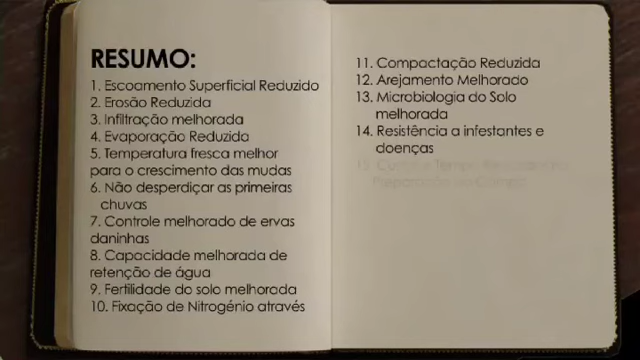 RESUMO:
1. Escoamento Superficial Reduzido
2. Erosão Reduzida
3. Infiltração melhorada
4. Evaporação Reduzida
5. Temperatura fresca melhor
para o crescimento das mudas
6. Não desperdiçar as primeiras
chuvas
7. Controle melhorado de ervas
daninhas
8. Capacidade melhorada de
retenção de água
9. Fertilidade do solo melhorada
10. Fixação de Nitrogénio através
11. Compactação Reduzida
12. Arejamento Melhorado
13. Microbiologia do Solo
melhorada
14. Resistência a infestantes e
doenças
15.